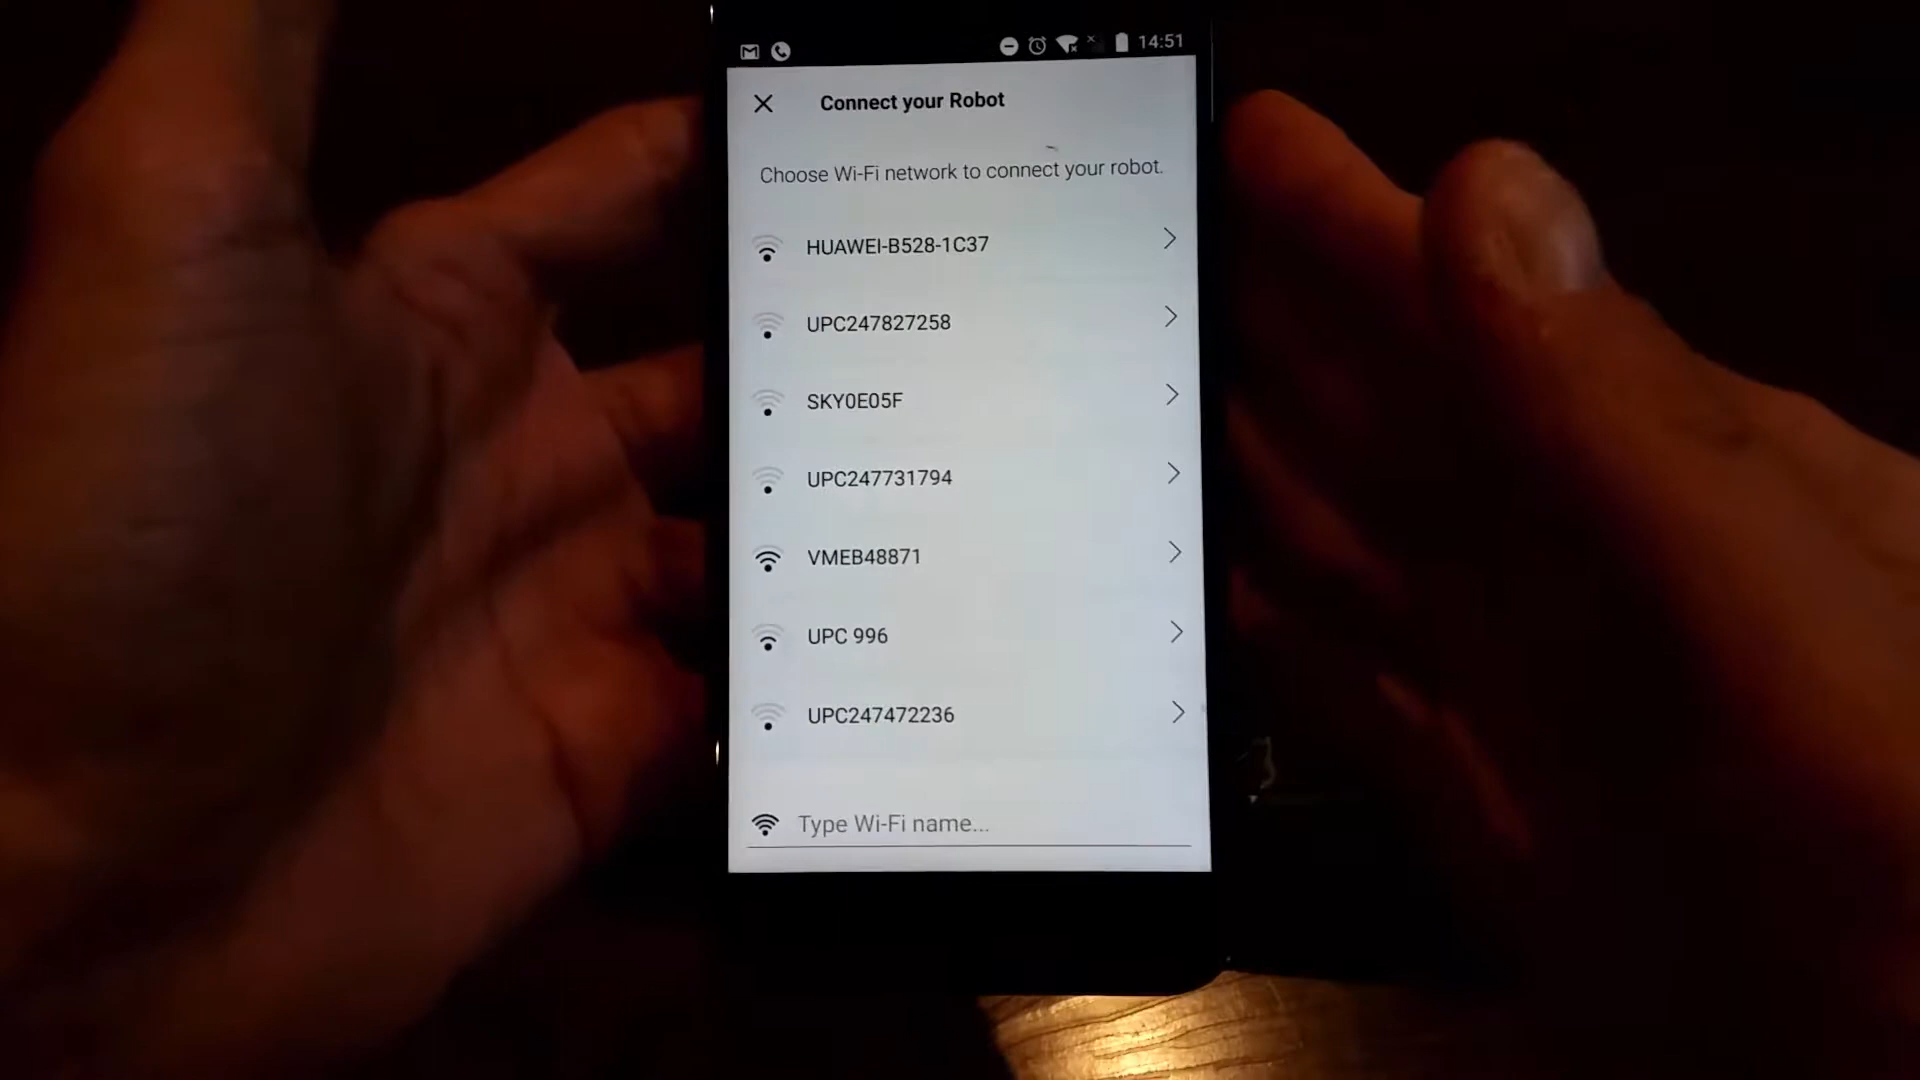 14:51
Connect your Robot
Choose Wi-Fi network to connect your robot.
HUAWEI-B528-1C37
UPC247827258
SKY0E05F
UPC247731794
VMEB48871
UPC 996
UPC247472236
Type Wi-Fi name...